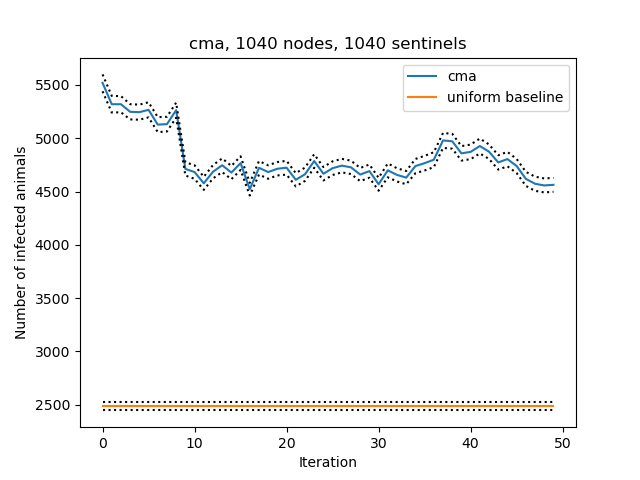 cma, 1040 nodes, 1040 sentinels
cma
uniform baseline
Number of infected animals
5500
5000
4500
4000
3500
3000
2500
0 10 20 30 40 50
Iteration